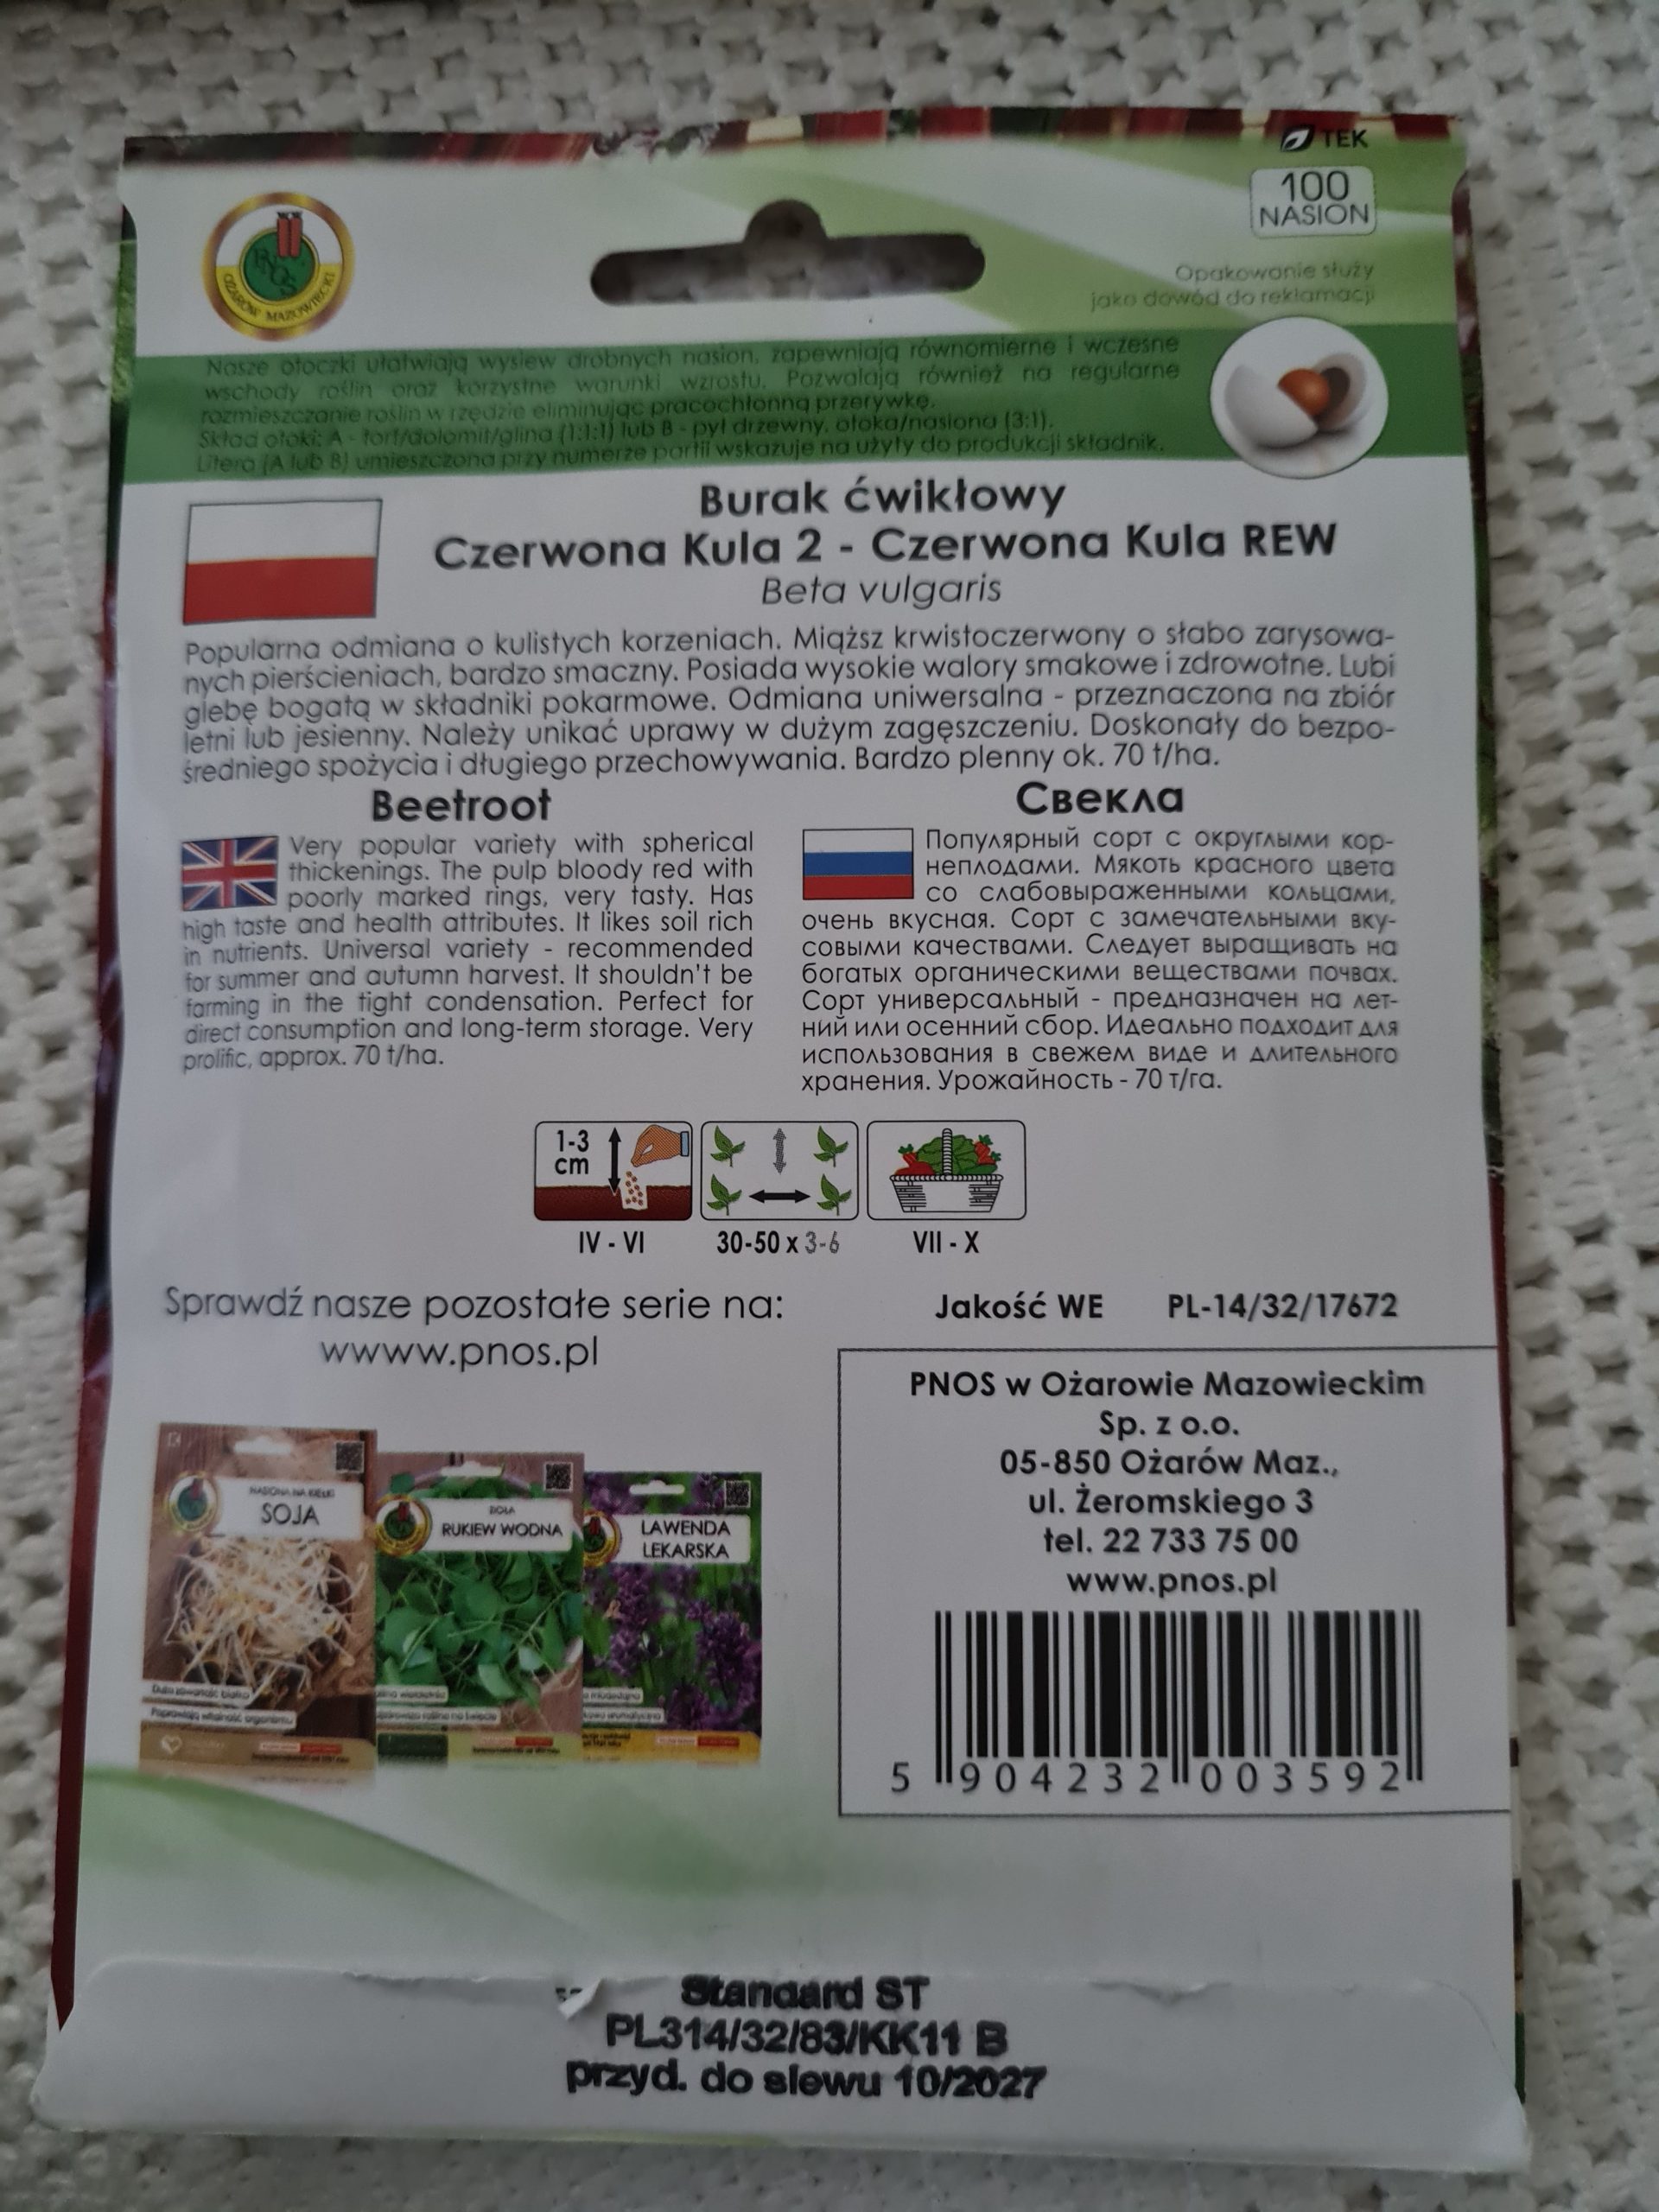 TEK
100
NASION
PNOS
OŻARÓW MAZOWIECKI
Opakowanie służy
jako dowód do reklamacji
Nasze otoczki ułatwiają wysiew drobnych nasion, zapewniają równomierne i wczesne
wschody roślin oraz korzystne warunki wzrostu. Pozwalają również na regularne
rozmieszczanie roślin w rzędzie eliminując pracochłonną przerywkę.
Skład otoki: A - torf/dolomit/glina (1:1:1) lub B - pył drzewny, otoka/nasiona (3:1).
Litera (A lub B) umieszczona przy numerze partii wskazuje na użyty do produkcji składnik.
Burak ćwikłowy
Czerwona Kula 2 - Czerwona Kula REW
Beta vulgaris
Popularna odmiana o kulistych korzeniach. Miąższ krwistoczerwony o słabo zarysowa-
nych pierścieniach, bardzo smaczny. Posiada wysokie walory smakowe i zdrowotne. Lubi
glebę bogatą w składniki pokarmowe. Odmiana uniwersalna - przeznaczona na zbiór
letni lub jesienny. Należy unikać uprawy w dużym zagęszczeniu. Doskonały do bezpo-
średniego spożycia i długiego przechowywania. Bardzo plenny ok. 70 t/ha.
Beetroot
Very popular variety with spherical
thickenings. The pulp bloody red with
poorly marked rings, very tasty. Has
high taste and health attributes. It likes soil rich
in nutrients. Universal variety - recommended
for summer and autumn harvest. It shouldn't be
farming in the tight condensation. Perfect for
direct consumption and long-term storage. Very
prolific, approx. 70 t/ha.
Свекла
Популярный сорт с округлыми кор-
неплодами. Мякоть красного цвета
со слабовыраженными кольцами,
очень вкусная. Сорт с замечательными вку-
совыми качествами. Следует выращивать на
богатых органическими веществами почвах.
Сорт универсальный - предназначен на лет-
ний или осенний сбор. Идеально подходит для
использования в свежем виде и длительного
хранения. Урожайность - 70 т/га.
1-3
cm
IV - VI
30-50 x 3-6
VII - X
Sprawdź nasze pozostałe serie na:
wwww.pnos.pl
Jakość WE PL-14/32/17672
PNOS w Ożarowie Mazowieckim
Sp. z o.o.
05-850 Ożarów Maz.,
ul. Żeromskiego 3
tel. 22 733 75 00
www.pnos.pl
5 904232 003592
NASIONA NA KIEŁKI
SOJA
Duża zawartość białka
Poprawiają witalność organizmu
ZIOŁA
RUKIEW WODNA
LAWENDA
LEKARSKA
Standard ST
PL314/32/83/KK11 B
przyd. do siewu 10/2027